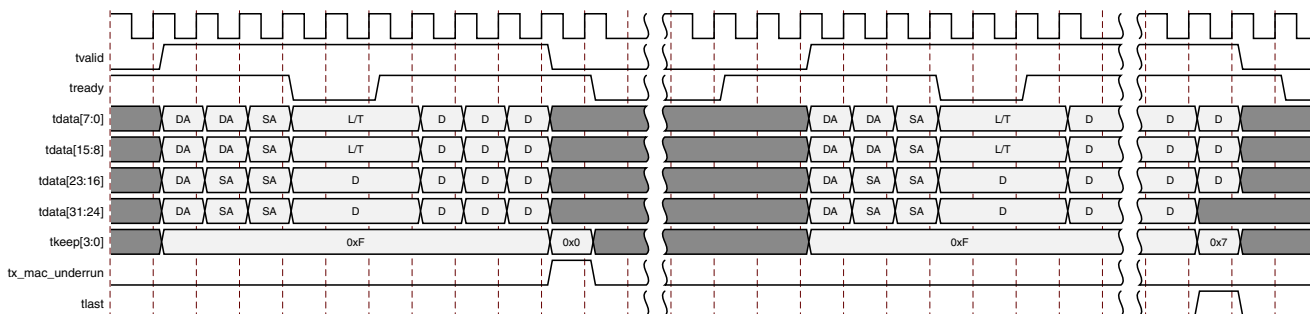 tvalid
tready
tdata[7:0] DA DA SA L/T D D D DA DA SA L/T D D D
tdata[15:8] DA DA SA L/T D D D DA DA SA L/T D D D
tdata[23:16] DA SA SA D D D D DA SA SA D D D D
tdata[31:24] DA SA SA D D D D DA SA SA D D D
tkeep[3:0] 0xF 0x0 0xF 0x7
tx_mac_underrun
tlast